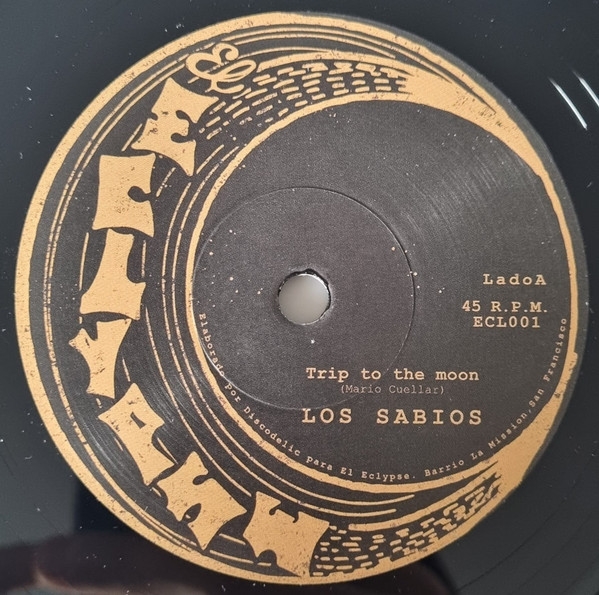 El
ECLYPSE
LadoA
45 R.P.M.
ECL001
Trip to the moon
(Mario Cuellar)
LOS SABIOS
Elaborado por Discodelic para El Eclypse. Barrio La Mission,San Francisco